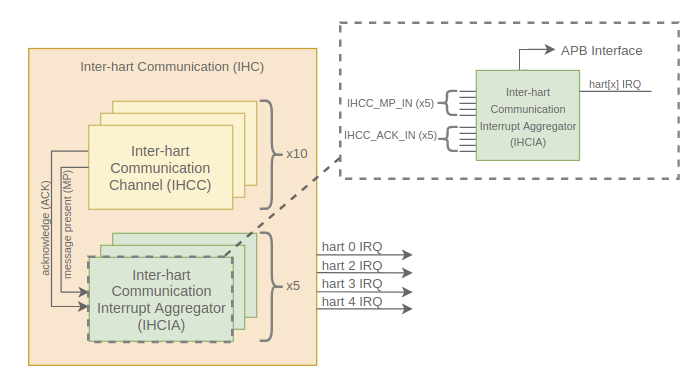 Inter-hart Communication (IHC)
Inter-hart
Communication
Channel (IHCC)
x10
acknowledge (ACK)
message present (MP)
Inter-hart
Communication
Interrupt Aggregator
(IHCIA)
x5
hart 0 IRQ
hart 2 IRQ
hart 3 IRQ
hart 4 IRQ
APB Interface
IHCC_MP_IN (x5)
IHCC_ACK_IN (x5)
Inter-hart
Communication
Interrupt Aggregator
(IHCIA)
hart[x] IRQ